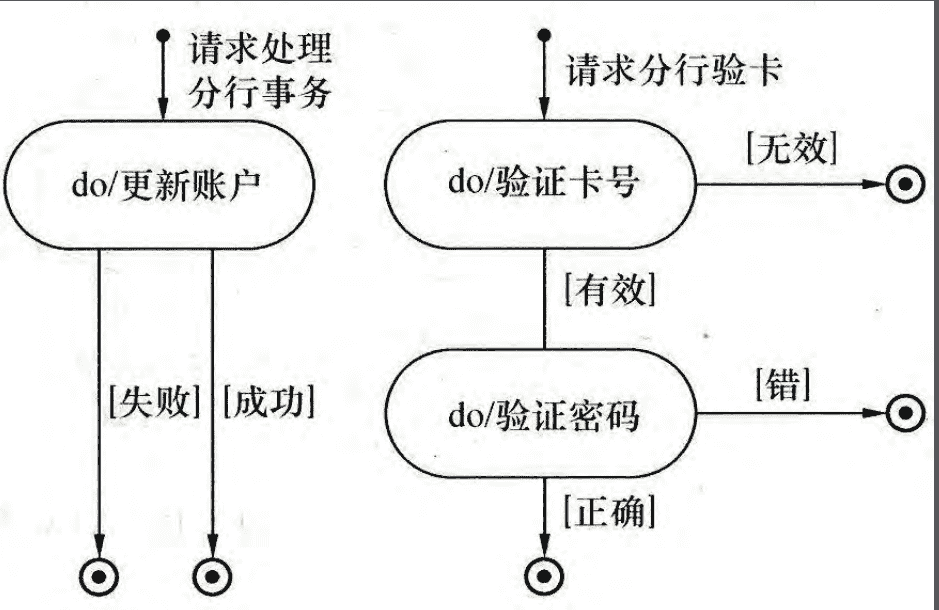 请求处理
分行事务
do/更新账户
[失败]
[成功]
请求分行验卡
do/验证卡号
[无效]
[有效]
do/验证密码
[错]
[正确]